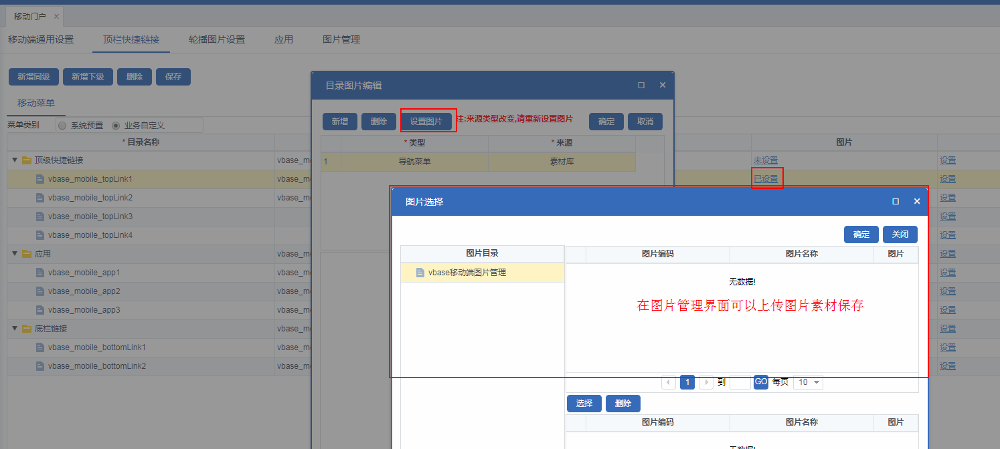 移动门户 ×
移动端通用设置 顶栏快捷链接 轮播图片设置 应用 图片管理
新增同级 新增下级 删除 保存
移动菜单
菜单类别 系统预置 业务自定义
*目录名称 图片
顶级快捷链接 vbase_m 未设置 设置
vbase_mobile_topLink1 vbase_m 已设置 设置
vbase_mobile_topLink2 vbase_m 设置
vbase_mobile_topLink3 设置
vbase_mobile_topLink4 设置
应用 vbase_m 设置
vbase_mobile_app1 vbase_m 设置
vbase_mobile_app2 vbase_m 设置
vbase_mobile_app3 vbase_m 设置
底栏链接 vbase_m 设置
vbase_mobile_bottomLink1 vbase_m 设置
vbase_mobile_bottomLink2 vbase_m 设置
目录图片编辑
新增 删除 设置图片 注:来源类型改变,请重新设置图片 确定 取消
*类型 *来源
1 导航菜单 素材库
图片选择
确定 关闭
图片目录 图片编码 图片名称 图片
vbase移动端图片管理
无数据!
在图片管理界面可以上传图片素材保存
1 到 GO 每页 10
选择 删除
图片编码 图片名称 图片
无数据!